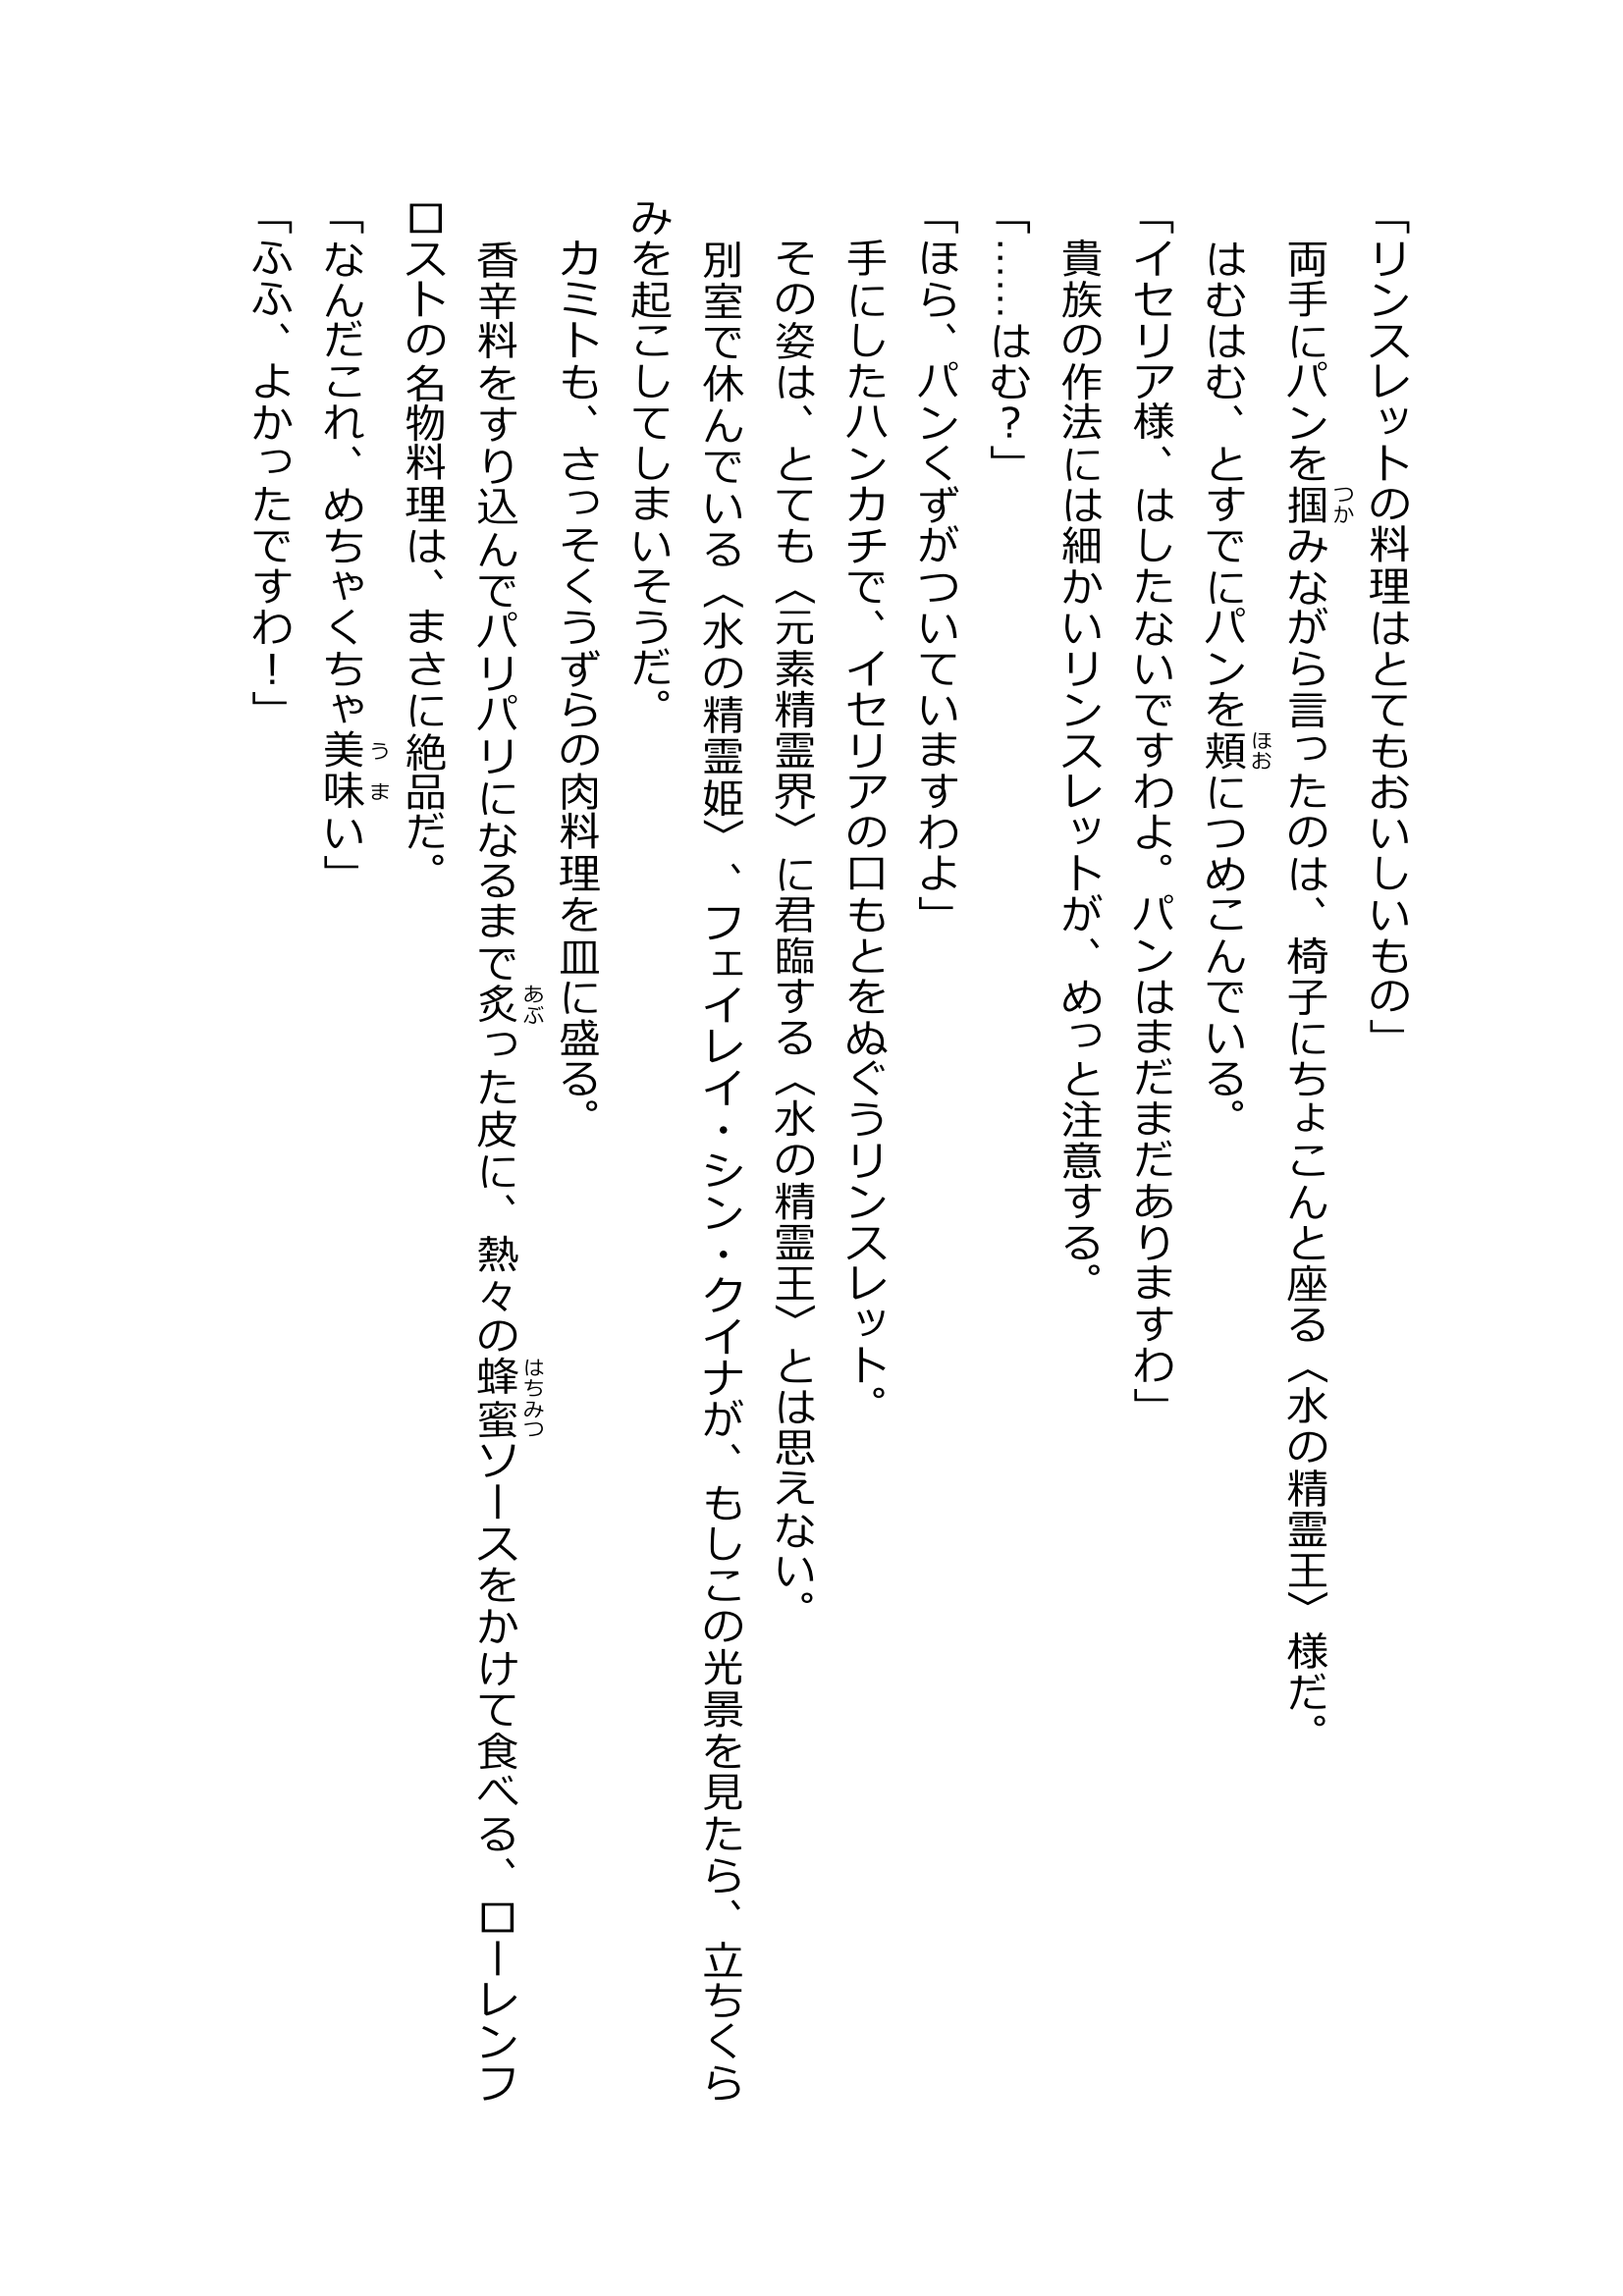 「リンスレットの料理はとてもおいしいもの」
両手にパンを掴みながら言ったのは、椅子にちょこんと座る〈水の精霊王〉様だ。
はむはむ、とすでにパンを頬につめこんでいる。
「イセリア様、はしたないですわよ。パンはまだまだありますわ」
貴族の作法には細かいリンスレットが、めっと注意する。
「……はむ?」
「ほら、パンくずがついていますわよ」
手にしたハンカチで、イセリアの口もとをぬぐうリンスレット。
その姿は、とても〈元素精霊界〉に君臨する〈水の精霊王〉とは思えない。
別室で休んでいる〈水の精霊姫〉、フェイレイ・シン・クイナが、もしこの光景を見たら、立ちくら
みを起こしてしまいそうだ。
カミトも、さっそくうずらの肉料理を皿に盛る。
香辛料をすり込んでパリパリになるまで炙った皮に、熱々の蜂蜜ソースをかけて食べる、ローレンフ
ロストの名物料理は、まさに絶品だ。
「なんだこれ、めちゃくちゃ美味い」
「ふふ、よかったですわ!」